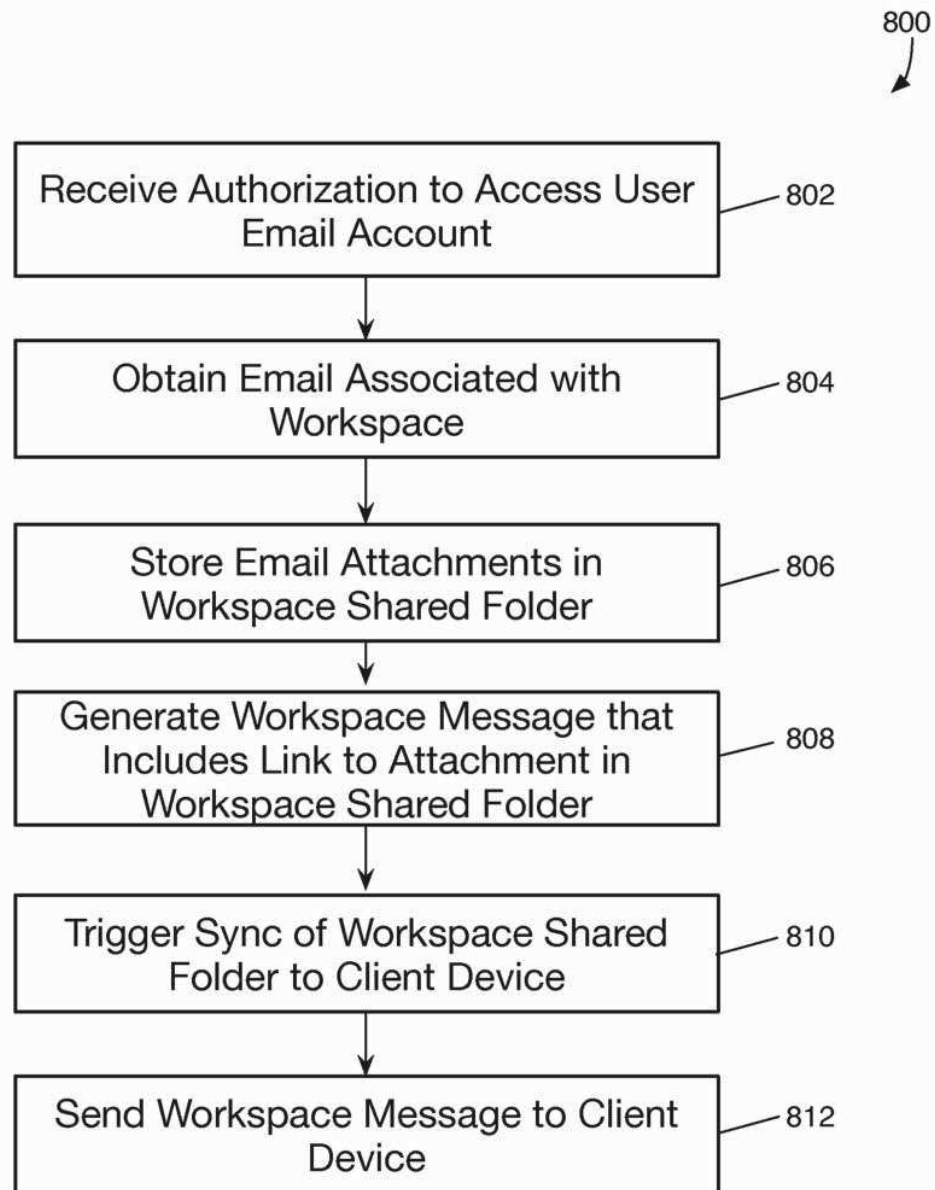 800
Receive Authorization to Access User
Email Account
802
Obtain Email Associated with
Workspace
804
Store Email Attachments in
Workspace Shared Folder
806
Generate Workspace Message that
Includes Link to Attachment in
Workspace Shared Folder
808
Trigger Sync of Workspace Shared
Folder to Client Device
810
Send Workspace Message to Client
Device
812